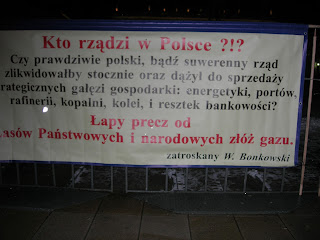 Kto rządzi w Polsce ?!?
Czy prawdziwie polski, bądź suwerenny rząd
zlikwidowałby stocznie oraz dążył do sprzedaży
trategicznych gałęzi gospodarki: energetyki, portów,
rafinerii, kopalni, kolei, i resztek bankowości?
Łapy precz od
asów Państwowych i narodowych złóż gazu.
zatroskany W. Bonkowski